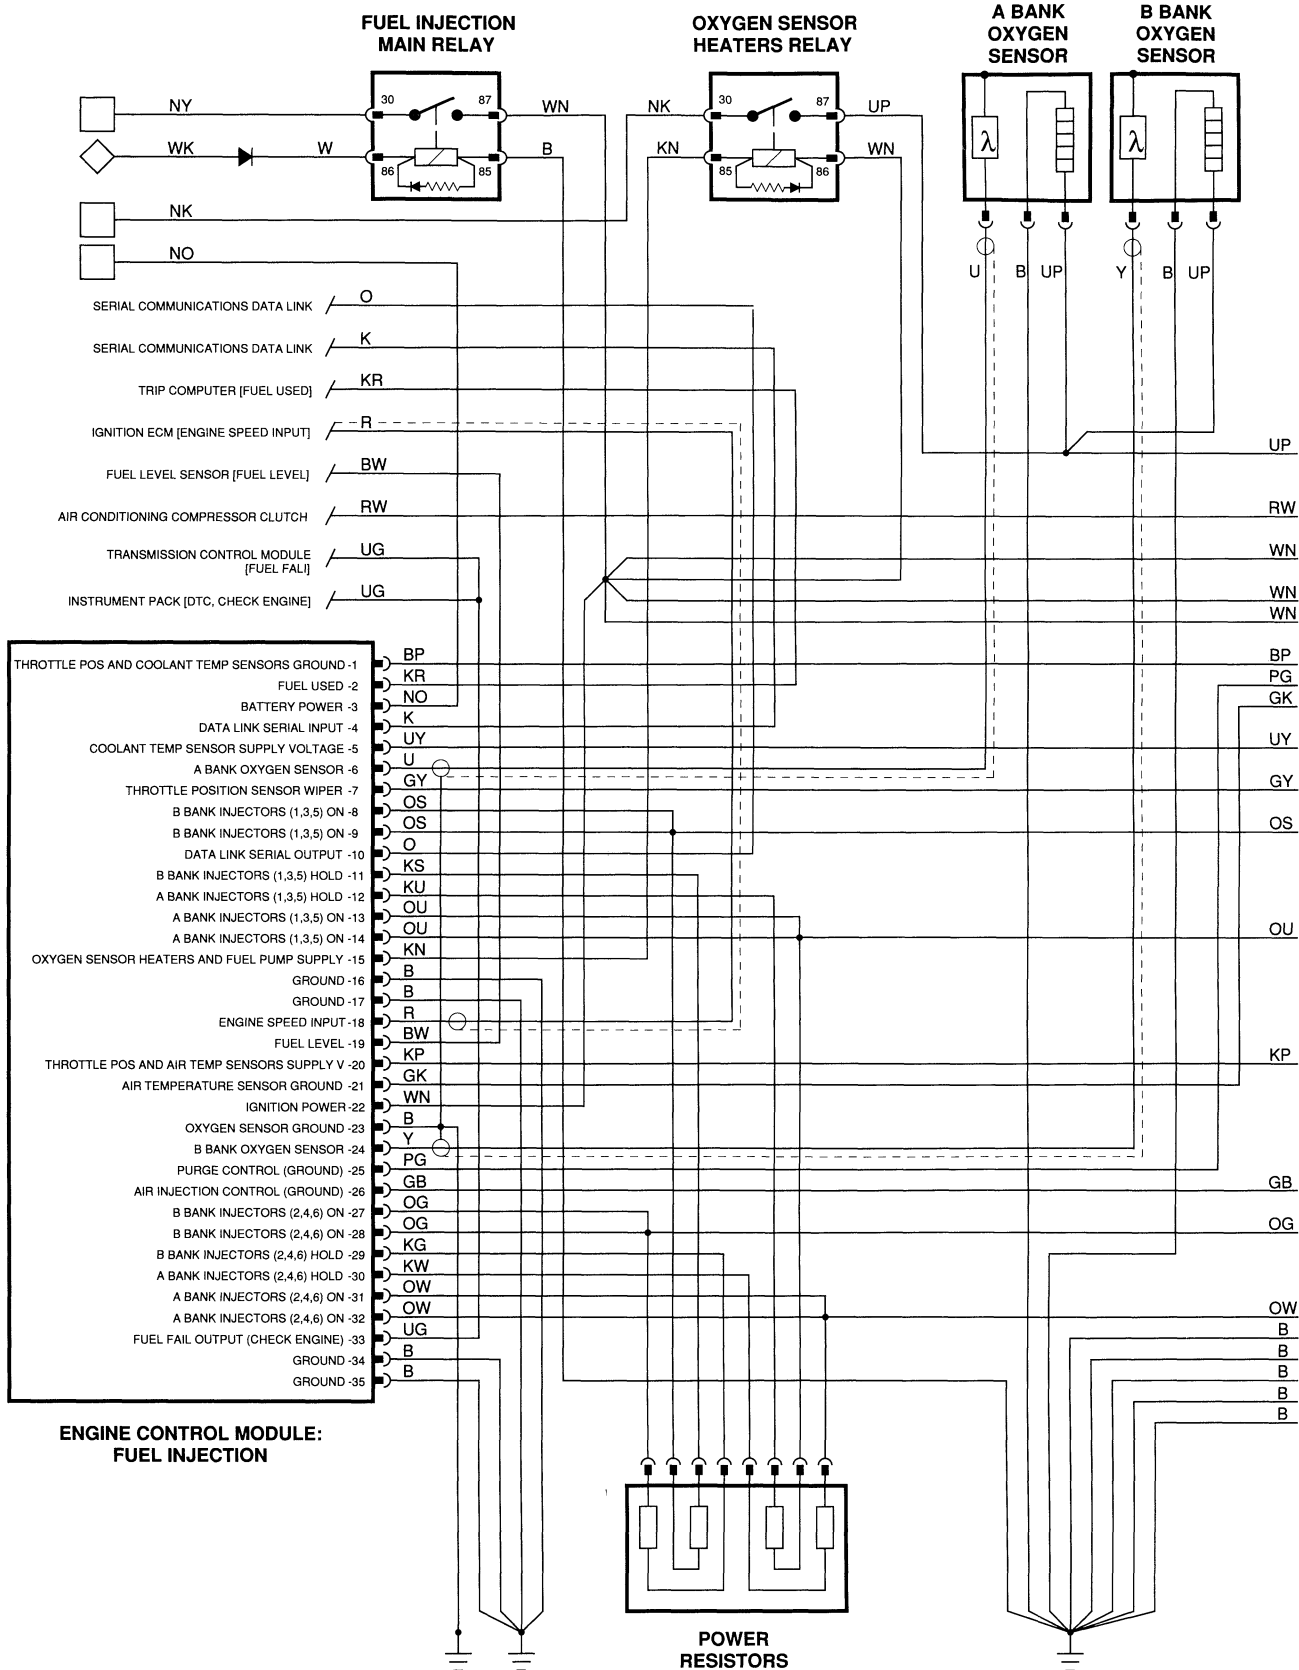 FUEL INJECTION
MAIN RELAY
OXYGEN SENSOR
HEATERS RELAY
A BANK
OXYGEN
SENSOR
B BANK
OXYGEN
SENSOR
NY
30
87
WN
NK
30
87
UP
WK
W
86
85
B
KN
85
86
WN
λ
λ
NK
NO
U
B
UP
Y
B
UP
SERIAL COMMUNICATIONS DATA LINK
O
SERIAL COMMUNICATIONS DATA LINK
K
TRIP COMPUTER [FUEL USED]
KR
IGNITION ECM [ENGINE SPEED INPUT]
R
FUEL LEVEL SENSOR [FUEL LEVEL]
BW
AIR CONDITIONING COMPRESSOR CLUTCH
RW
TRANSMISSION CONTROL MODULE
[FUEL FALI]
UG
INSTRUMENT PACK [DTC, CHECK ENGINE]
UG
UP
RW
WN
WN
WN
THROTTLE POS AND COOLANT TEMP SENSORS GROUND -1
BP
BP
FUEL USED -2
KR
PG
BATTERY POWER -3
NO
GK
DATA LINK SERIAL INPUT -4
K
COOLANT TEMP SENSOR SUPPLY VOLTAGE -5
UY
UY
A BANK OXYGEN SENSOR -6
U
THROTTLE POSITION SENSOR WIPER -7
GY
GY
B BANK INJECTORS (1,3,5) ON -8
OS
B BANK INJECTORS (1,3,5) ON -9
OS
OS
DATA LINK SERIAL OUTPUT -10
O
B BANK INJECTORS (1,3,5) HOLD -11
KS
A BANK INJECTORS (1,3,5) HOLD -12
KU
A BANK INJECTORS (1,3,5) ON -13
OU
A BANK INJECTORS (1,3,5) ON -14
OU
OU
OXYGEN SENSOR HEATERS AND FUEL PUMP SUPPLY -15
KN
GROUND -16
B
GROUND -17
B
ENGINE SPEED INPUT -18
R
FUEL LEVEL -19
BW
THROTTLE POS AND AIR TEMP SENSORS SUPPLY V -20
KP
KP
AIR TEMPERATURE SENSOR GROUND -21
GK
IGNITION POWER -22
WN
OXYGEN SENSOR GROUND -23
B
B BANK OXYGEN SENSOR -24
Y
PURGE CONTROL (GROUND) -25
PG
AIR INJECTION CONTROL (GROUND) -26
GB
GB
B BANK INJECTORS (2,4,6) ON -27
OG
B BANK INJECTORS (2,4,6) ON -28
OG
OG
B BANK INJECTORS (2,4,6) HOLD -29
KG
A BANK INJECTORS (2,4,6) HOLD -30
KW
A BANK INJECTORS (2,4,6) ON -31
OW
A BANK INJECTORS (2,4,6) ON -32
OW
OW
FUEL FAIL OUTPUT (CHECK ENGINE) -33
UG
B
GROUND -34
B
B
GROUND -35
B
B
B
B
ENGINE CONTROL MODULE:
FUEL INJECTION
POWER
RESISTORS